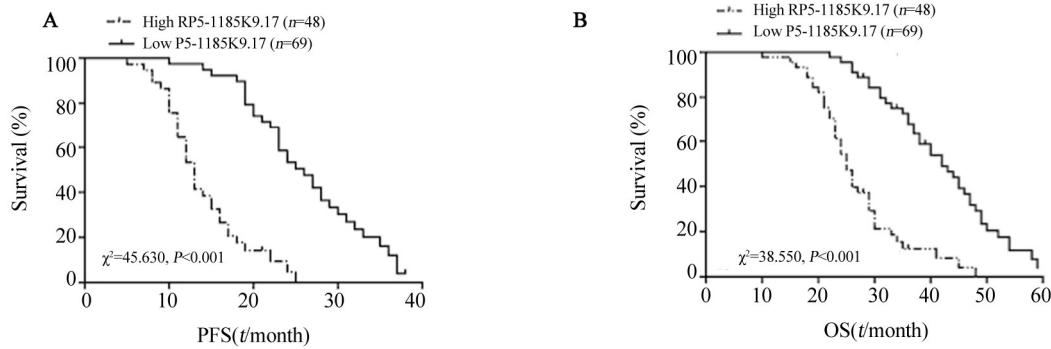 A
High RP5-1185K9.17 (n=48)
Low P5-1185K9.17 (n=69)
Survival (%)
100
80
60
40
20
0
χ²=45.630, P<0.001
0 10 20 30 40
PFS(t/month)
B
High RP5-1185K9.17 (n=48)
Low P5-1185K9.17 (n=69)
Survival (%)
100
80
60
40
20
0
χ²=38.550, P<0.001
0 10 20 30 40 50 60
OS(t/month)